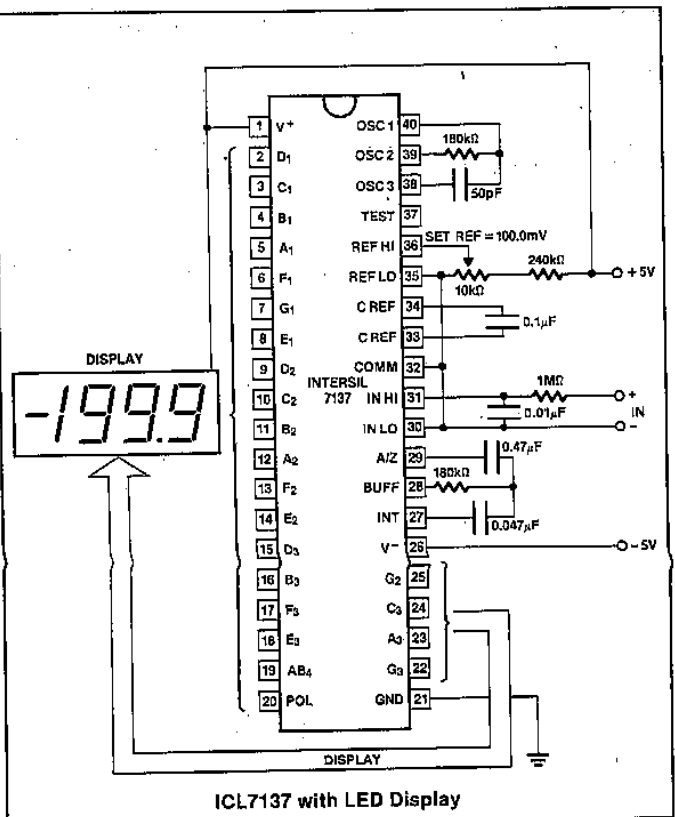 1 V+ OSC 1 40
180kΩ
2 D1 OSC 2 39
3 C1 OSC 3 38
50pF
4 B1 TEST 37
5 A1 REF HI 36 SET REF = 100.0mV
6 F1 REF LO 35 10kΩ 240kΩ +5V
7 G1 C REF 34
0.1μF
8 E1 C REF 33
DISPLAY
9 D2 COMM 32
INTERSIL
7137
1MΩ
10 C2 IN HI 31 +
-199.9
0.01μF IN
11 B2 IN LO 30 -
12 A2 A/Z 29 0.47μF
13 F2 BUFF 28 180kΩ
14 E2 INT 27 0.047μF
15 D3 V- 26 -5V
16 B3 G2 25
17 F3 C3 24
18 E3 A3 23
19 AB4 G3 22
20 POL GND 21
DISPLAY
ICL7137 with LED Display